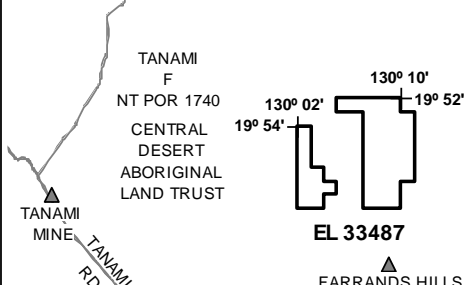 TANAMI
F
NT POR 1740
CENTRAL
DESERT
ABORIGINAL
LAND TRUST
130º 10'
19º 52'
130º 02'
19º 54'
EL 33487
TANAMI
MINE
TANAMI
RD
FARRANDS HILLS